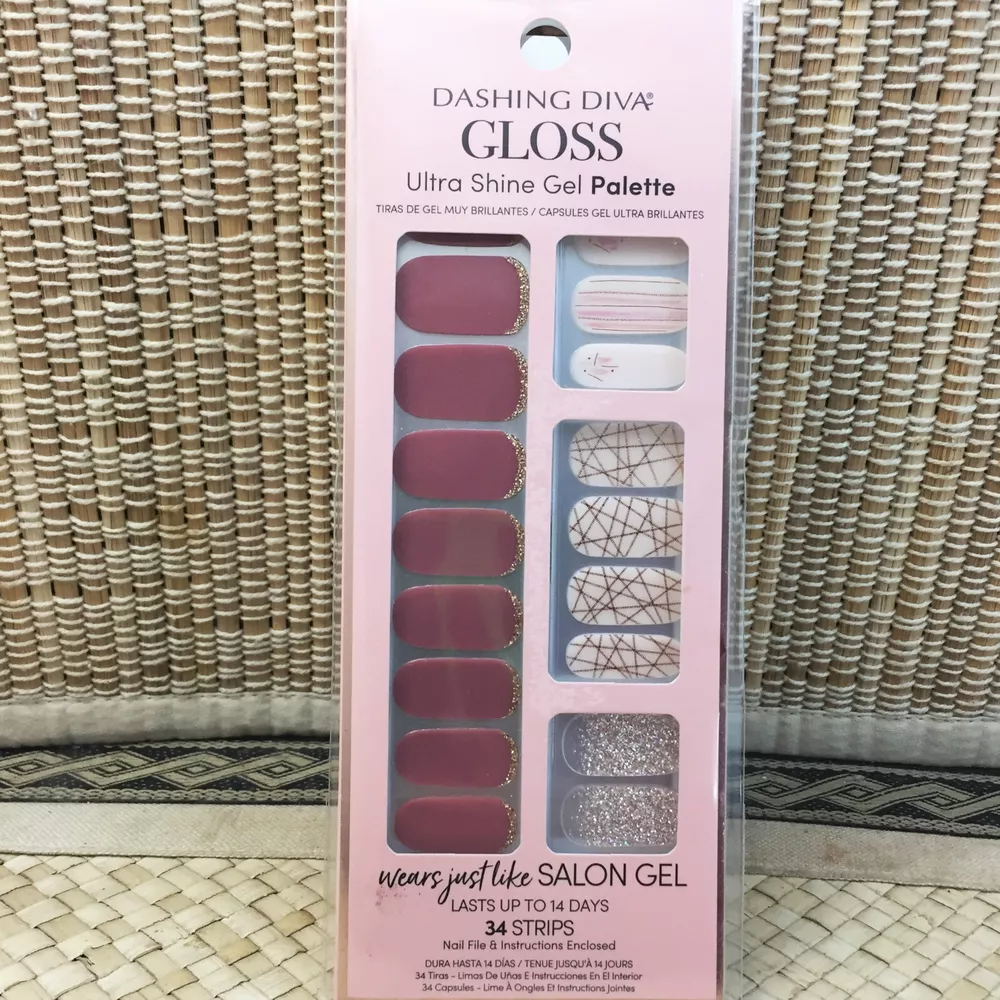 DASHING DIVA®
GLOSS
Ultra Shine Gel Palette
TIRAS DE GEL MUY BRILLANTES / CAPSULES GEL ULTRA BRILLANTES
wears just like SALON GEL
LASTS UP TO 14 DAYS
34 STRIPS
Nail File & Instructions Enclosed
DURA HASTA 14 DÍAS / TENUE JUSQU'À 14 JOURS
34 Tiras - Limas De Uñas E Instrucciones En El Interior
34 Capsules - Lime À Ongles Et Instructions Jointes